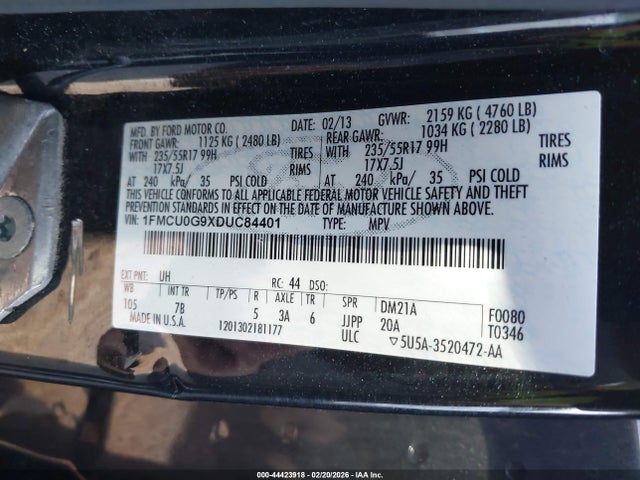 MFD. BY FORD MOTOR CO. DATE: 02/13 GVWR: 2159 KG ( 4760 LB)
FRONT GAWR: 1125 KG ( 2480 LB) REAR GAWR: 1034 KG ( 2280 LB)
WITH 235/55R17 99H TIRES WITH 235/55R17 99H TIRES
17X7.5J RIMS 17X7.5J RIMS
AT 240 kPa/ 35 PSI COLD AT 240 kPa/ 35 PSI COLD
THIS VEHICLE CONFORMS TO ALL APPLICABLE FEDERAL MOTOR VEHICLE SAFETY AND THEFT
PREVENTION STANDARDS IN EFFECT ON THE DATE OF MANUFACTURE SHOWN ABOVE.
VIN: 1FMCU0G9XDUC84401 TYPE: MPV
EXT PNT: UH RC: 44 DSO:
WB INT TR TP/PS R AXLE TR SPR DM21A F0080
105 7B 5 3A 6 JJPP 20A T0346
MADE IN U.S.A. 1201302181177 ULC ▽5U5A-3520472-AA
000-44423918 - 02/20/2026 - IAA Inc.